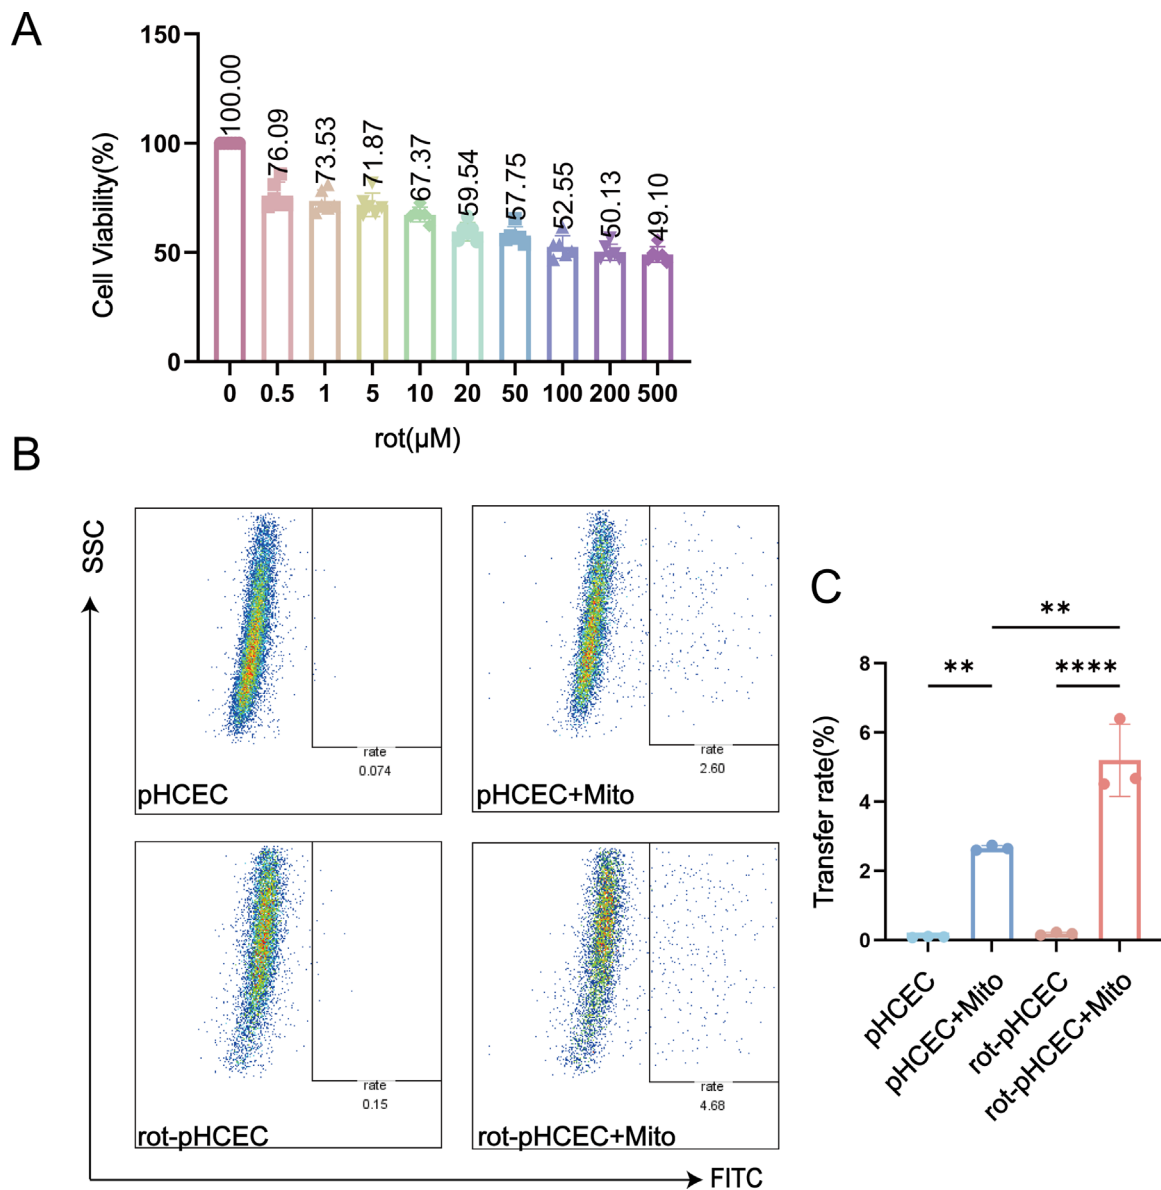 A
150
100
50
0
Cell Viability(%)
100.00
76.09
73.53
71.87
67.37
59.54
57.75
52.55
50.13
49.10
0 0.5 1 5 10 20 50 100 200 500
rot(μM)
B
SSC
rate
0.074
pHCEC
rate
2.60
pHCEC+Mito
rate
0.15
rot-pHCEC
rate
4.68
rot-pHCEC+Mito
FITC
C
**
** ****
8
6
4
2
0
Transfer rate(%)
pHCEC
pHCEC+Mito
rot-pHCEC
rot-pHCEC+Mito